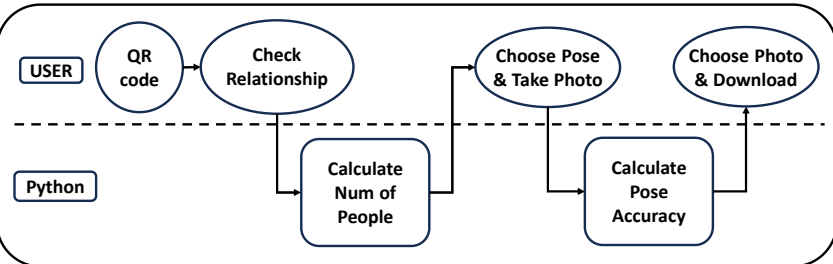 USER
QR
code
Check
Relationship
Choose Pose
& Take Photo
Choose Photo
& Download
Python
Calculate
Num of
People
Calculate
Pose
Accuracy